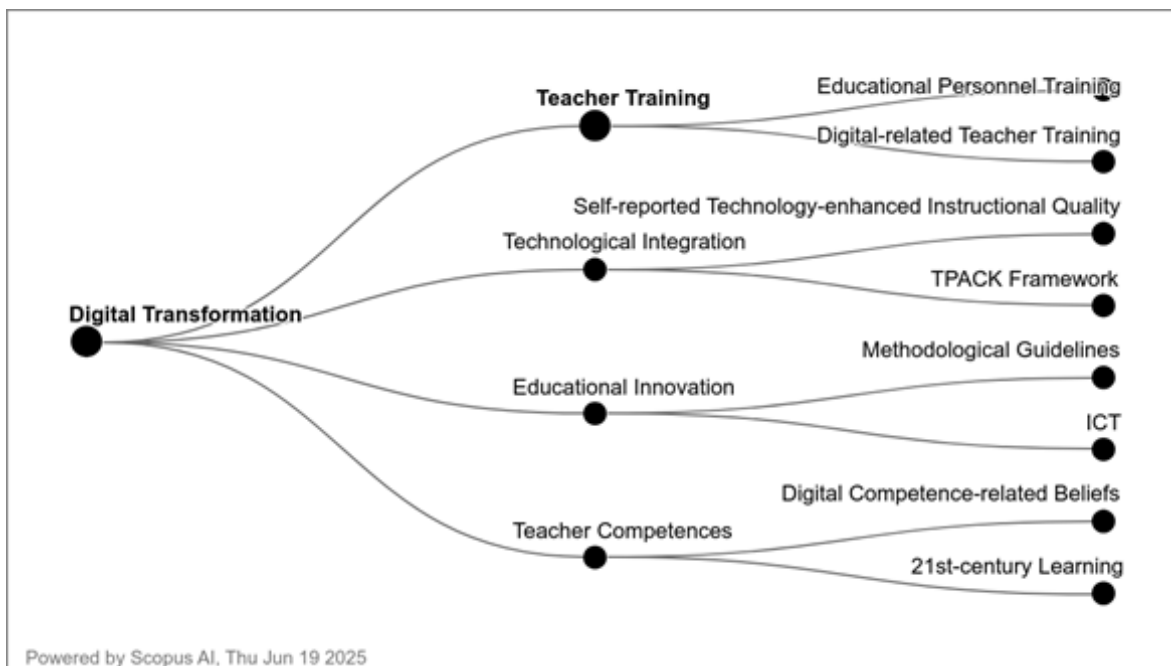 Educational Personnel Training
Teacher Training
Digital-related Teacher Training
Self-reported Technology-enhanced Instructional Quality
Technological Integration
TPACK Framework
Digital Transformation
Methodological Guidelines
Educational Innovation
ICT
Digital Competence-related Beliefs
Teacher Competences
21st-century Learning
Powered by Scopus AI, Thu Jun 19 2025